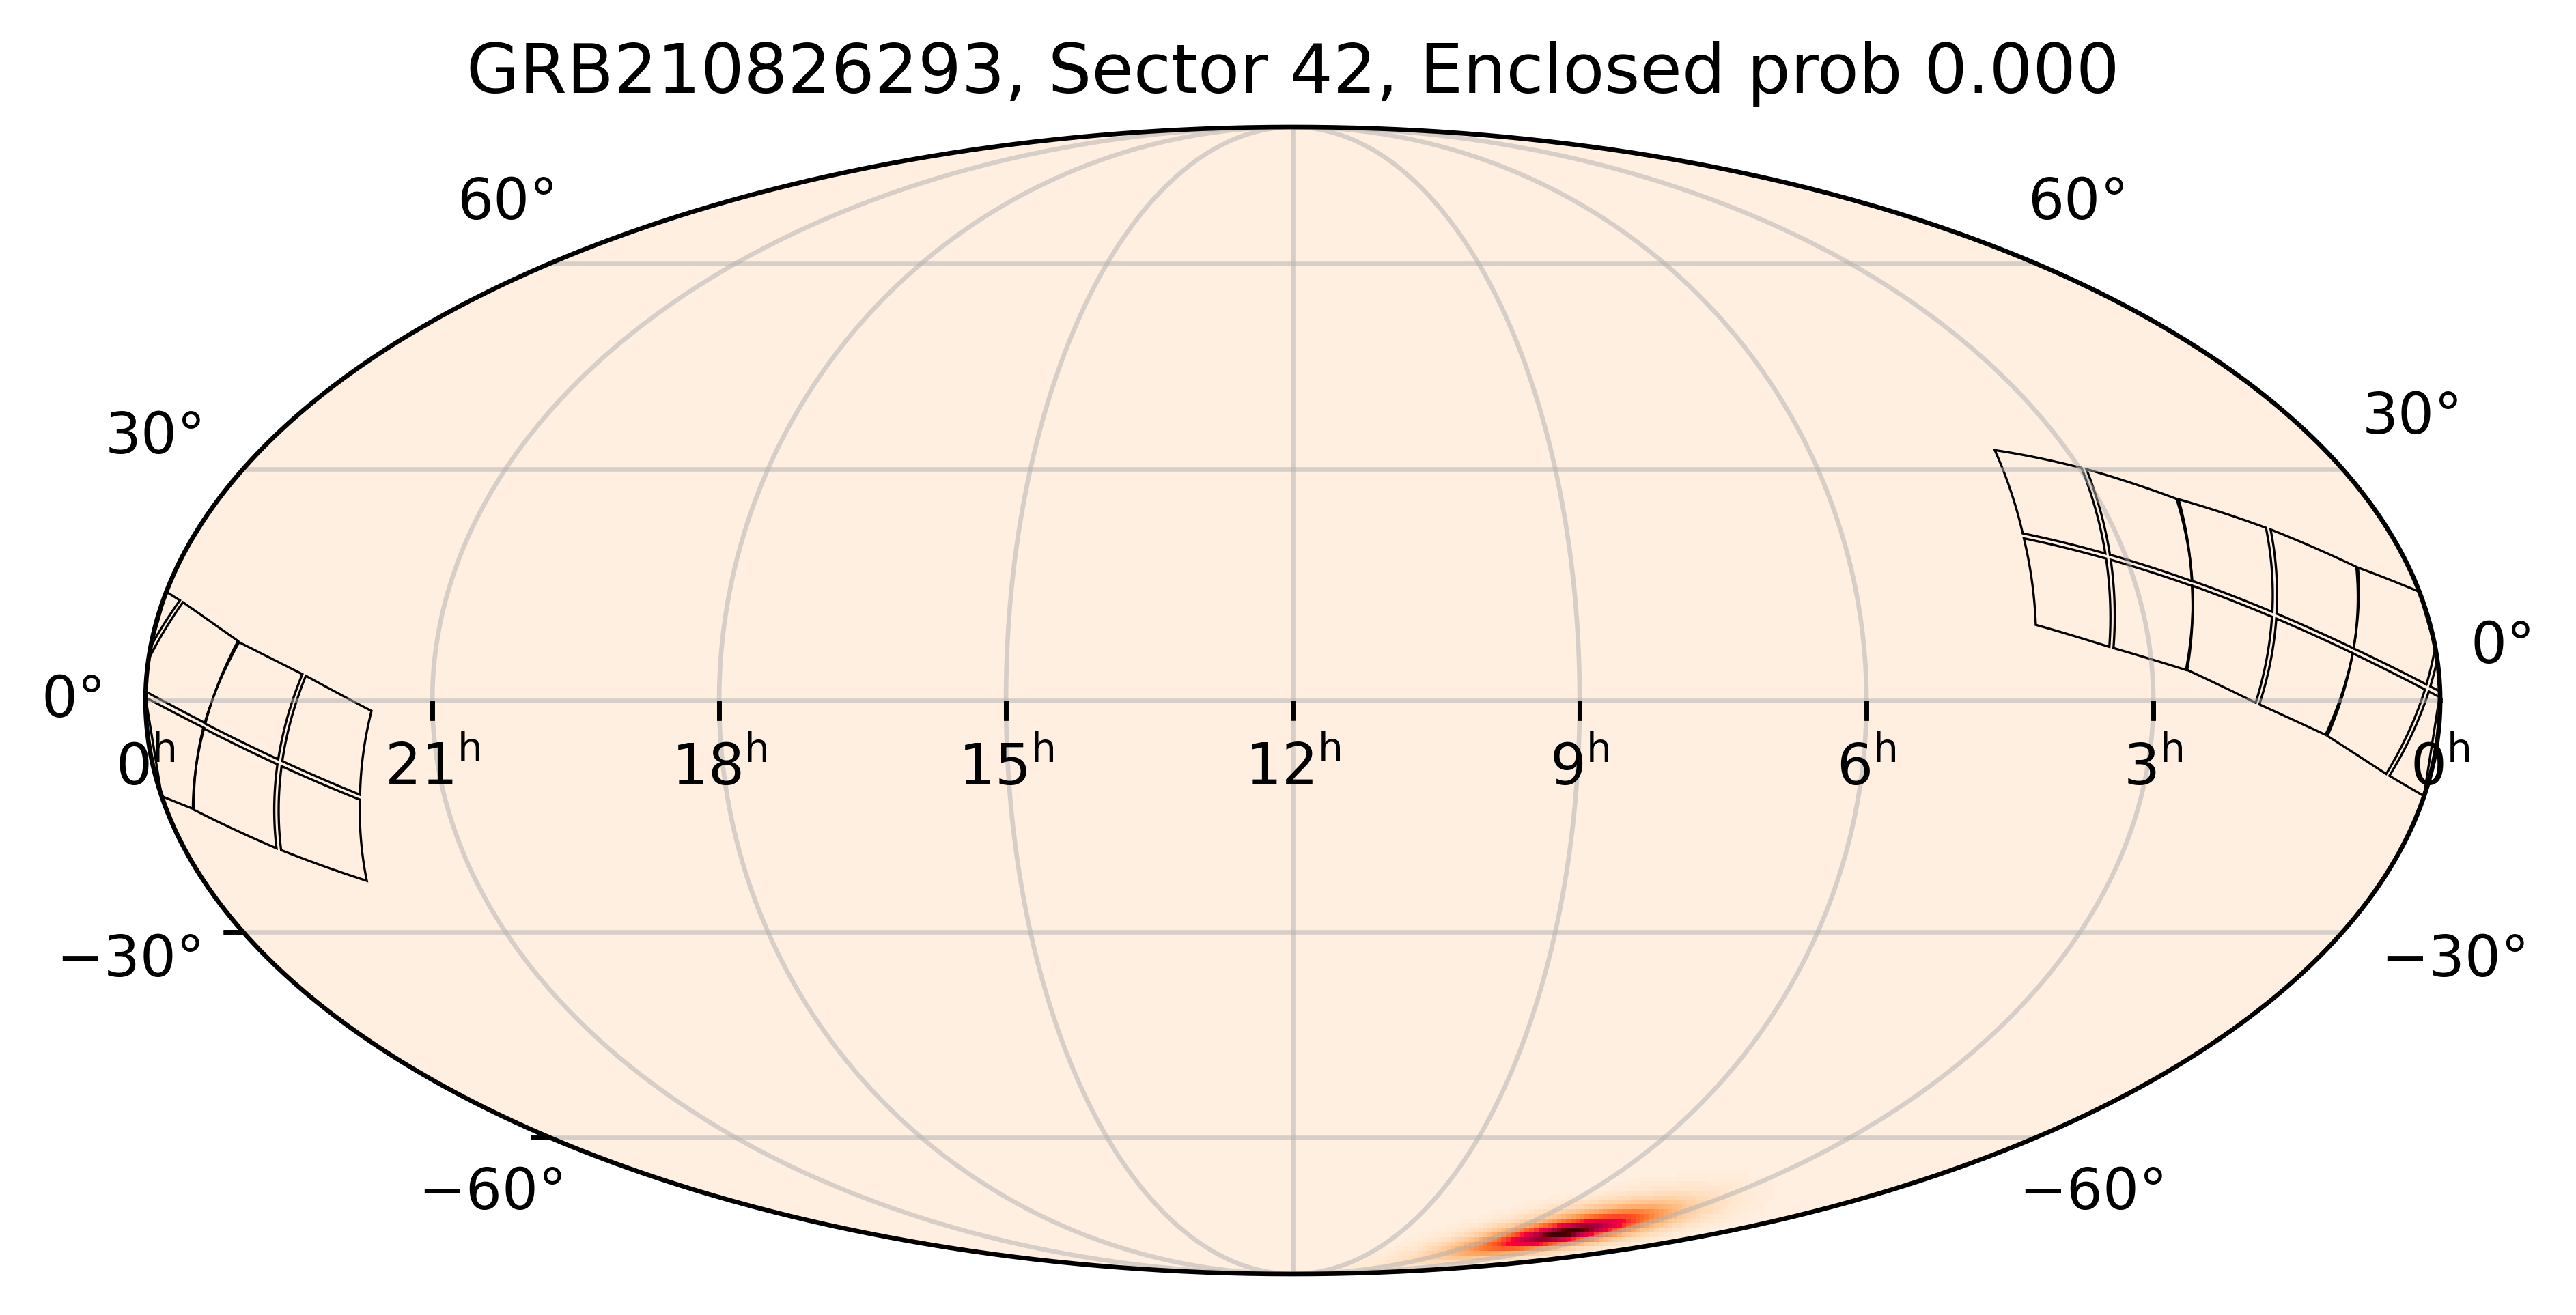 GRB210826293, Sector 42, Enclosed prob 0.000
60° 60°
30° 30°
0° 0°
0ʰ 21ʰ 18ʰ 15ʰ 12ʰ 9ʰ 6ʰ 3ʰ 0ʰ
−30° −30°
−60° −60°